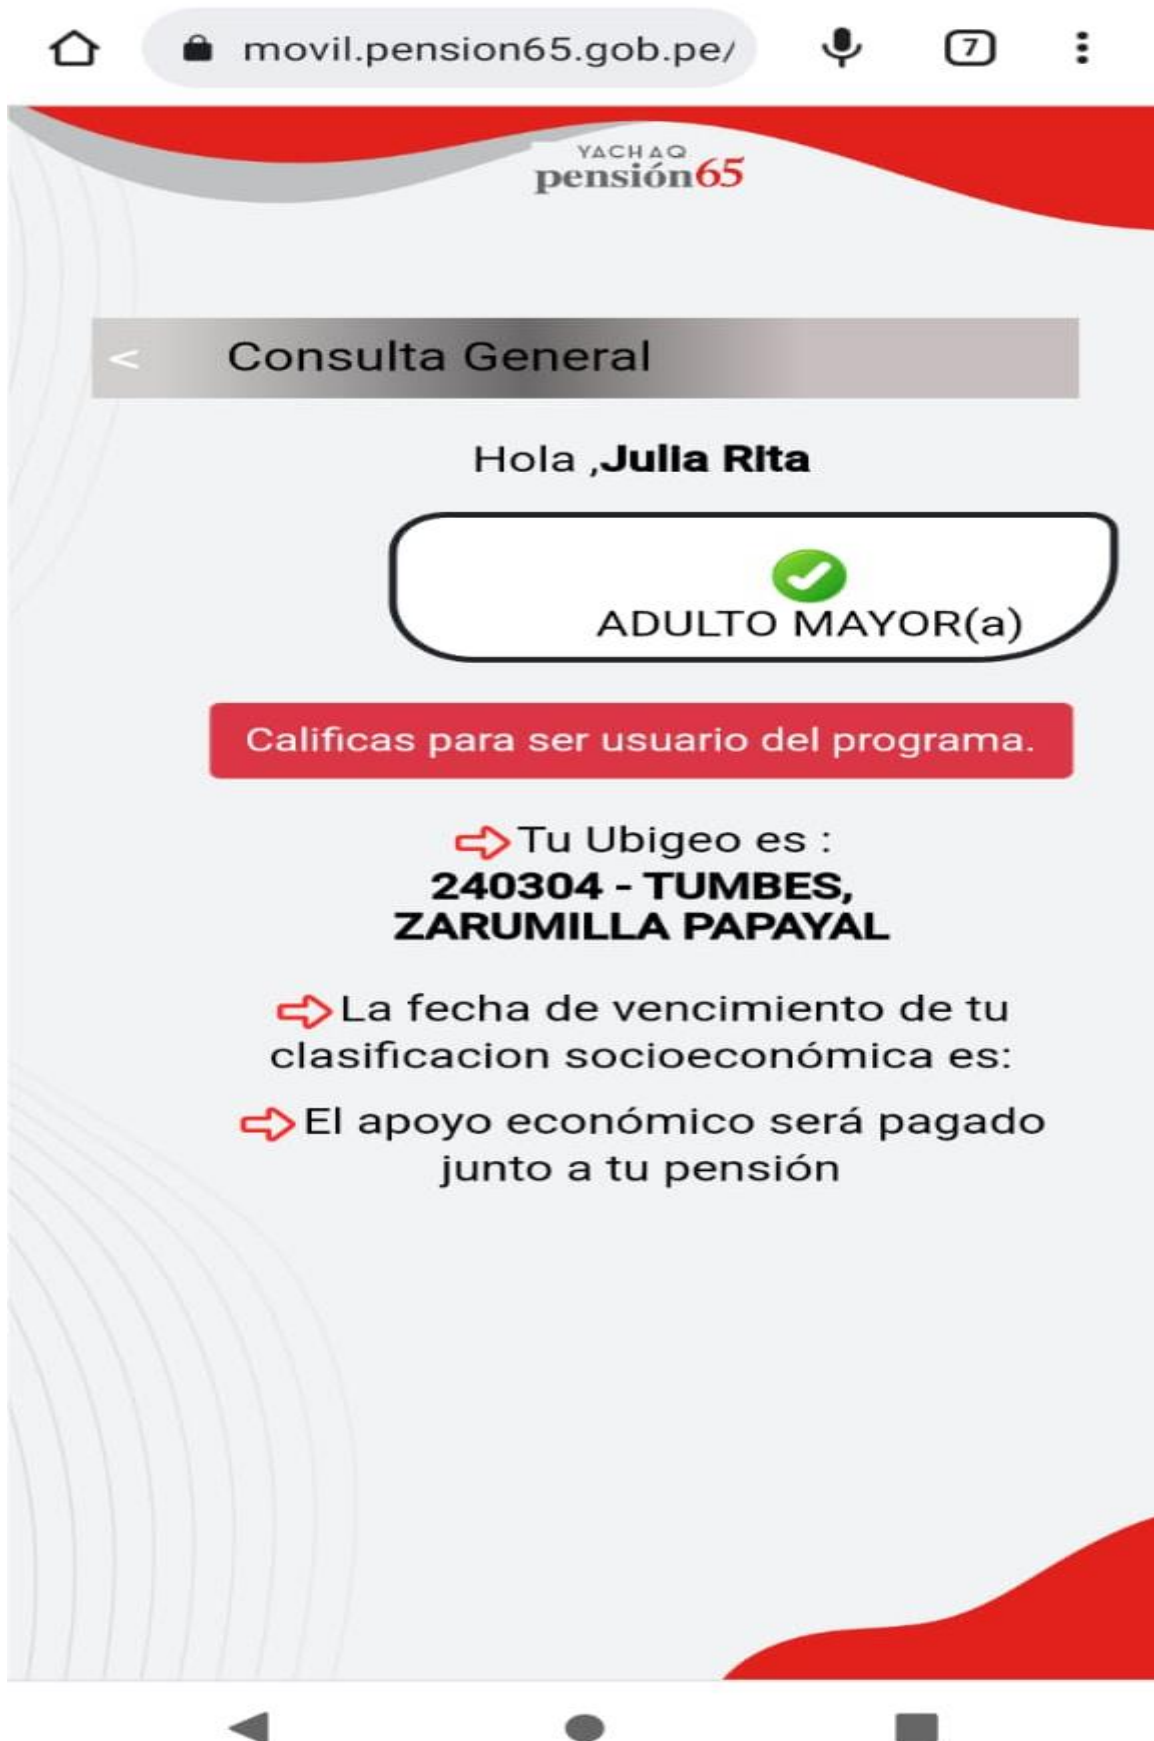 movil.pension65.gob.pe/
7
YACHAQ
pensión65
< Consulta General
Hola ,Julia Rita
ADULTO MAYOR(a)
Calificas para ser usuario del programa.
Tu Ubigeo es :
240304 - TUMBES,
ZARUMILLA PAPAYAL
La fecha de vencimiento de tu
clasificacion socioeconómica es:
El apoyo económico será pagado
junto a tu pensión